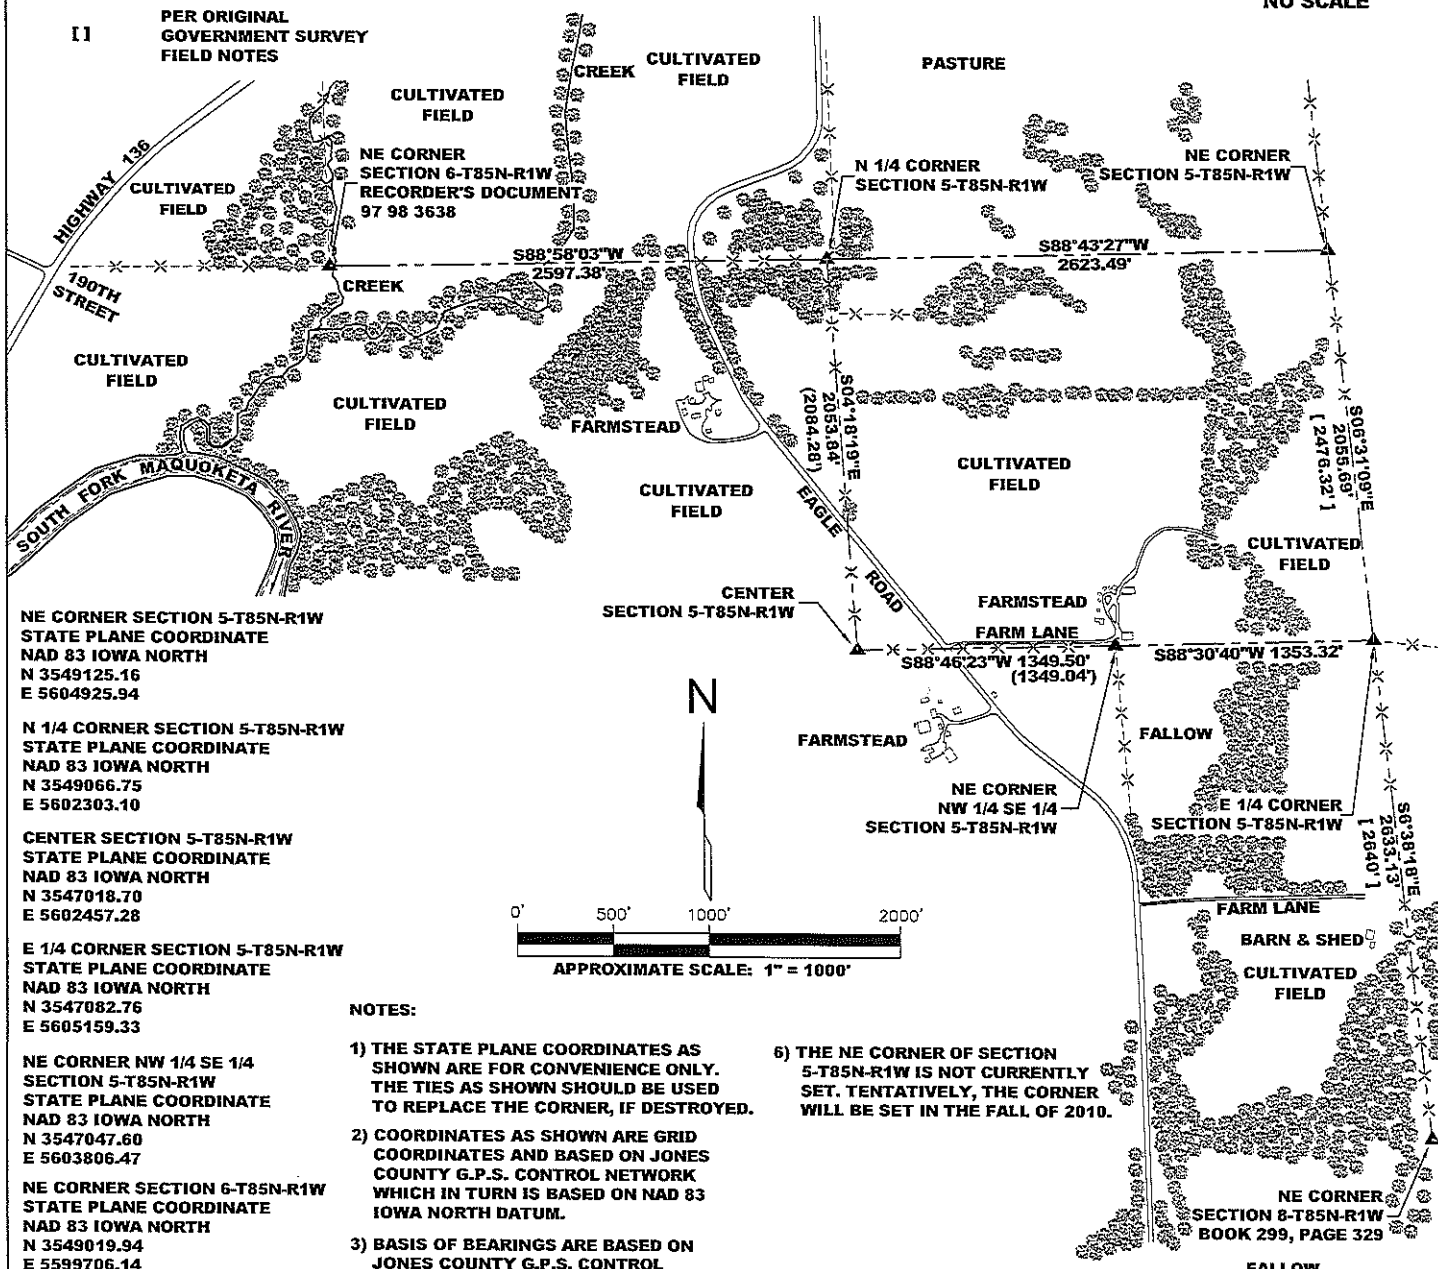 NO SCALE
[ ]
PER ORIGINAL
GOVERNMENT SURVEY
FIELD NOTES
CREEK
CULTIVATED
FIELD
PASTURE
CULTIVATED
FIELD
HIGHWAY 136
CULTIVATED
FIELD
NE CORNER
SECTION 6-T85N-R1W
RECORDER'S DOCUMENT
97 98 3638
N 1/4 CORNER
SECTION 5-T85N-R1W
NE CORNER
SECTION 5-T85N-R1W
S88°58'03"W
2597.38'
S88°43'27"W
2623.49'
190TH
STREET
CREEK
CULTIVATED
FIELD
CULTIVATED
FIELD
FARMSTEAD
S04°18'19"E
2053.84'
(2084.28')
S06°31'09"E
2055.69'
[ 2476.32' ]
CULTIVATED
FIELD
CULTIVATED
FIELD
SOUTH FORK MAQUOKETA RIVER
EAGLE ROAD
CULTIVATED
FIELD
CENTER
SECTION 5-T85N-R1W
FARMSTEAD
FARM LANE
S88°46'23"W 1349.50'
(1349.04')
S88°30'40"W 1353.32'
N
FARMSTEAD
FALLOW
NE CORNER
NW 1/4 SE 1/4
SECTION 5-T85N-R1W
E 1/4 CORNER
SECTION 5-T85N-R1W
S6°38'18"E
2633.13'
[ 2640' ]
FARM LANE
BARN & SHED
CULTIVATED
FIELD
NE CORNER
SECTION 8-T85N-R1W
BOOK 299, PAGE 329
FALLOW
NE CORNER SECTION 5-T85N-R1W
STATE PLANE COORDINATE
NAD 83 IOWA NORTH
N 3549125.16
E 5604925.94
N 1/4 CORNER SECTION 5-T85N-R1W
STATE PLANE COORDINATE
NAD 83 IOWA NORTH
N 3549066.75
E 5602303.10
CENTER SECTION 5-T85N-R1W
STATE PLANE COORDINATE
NAD 83 IOWA NORTH
N 3547018.70
E 5602457.28
E 1/4 CORNER SECTION 5-T85N-R1W
STATE PLANE COORDINATE
NAD 83 IOWA NORTH
N 3547082.76
E 5605159.33
NE CORNER NW 1/4 SE 1/4
SECTION 5-T85N-R1W
STATE PLANE COORDINATE
NAD 83 IOWA NORTH
N 3547047.60
E 5603806.47
NE CORNER SECTION 6-T85N-R1W
STATE PLANE COORDINATE
NAD 83 IOWA NORTH
N 3549019.94
E 5599706.14
0' 500' 1000' 2000'
APPROXIMATE SCALE: 1" = 1000'
NOTES:
1) THE STATE PLANE COORDINATES AS
SHOWN ARE FOR CONVENIENCE ONLY.
THE TIES AS SHOWN SHOULD BE USED
TO REPLACE THE CORNER, IF DESTROYED.
2) COORDINATES AS SHOWN ARE GRID
COORDINATES AND BASED ON JONES
COUNTY G.P.S. CONTROL NETWORK
WHICH IN TURN IS BASED ON NAD 83
IOWA NORTH DATUM.
3) BASIS OF BEARINGS ARE BASED ON
JONES COUNTY G.P.S. CONTROL
6) THE NE CORNER OF SECTION
5-T85N-R1W IS NOT CURRENTLY
SET. TENTATIVELY, THE CORNER
WILL BE SET IN THE FALL OF 2010.